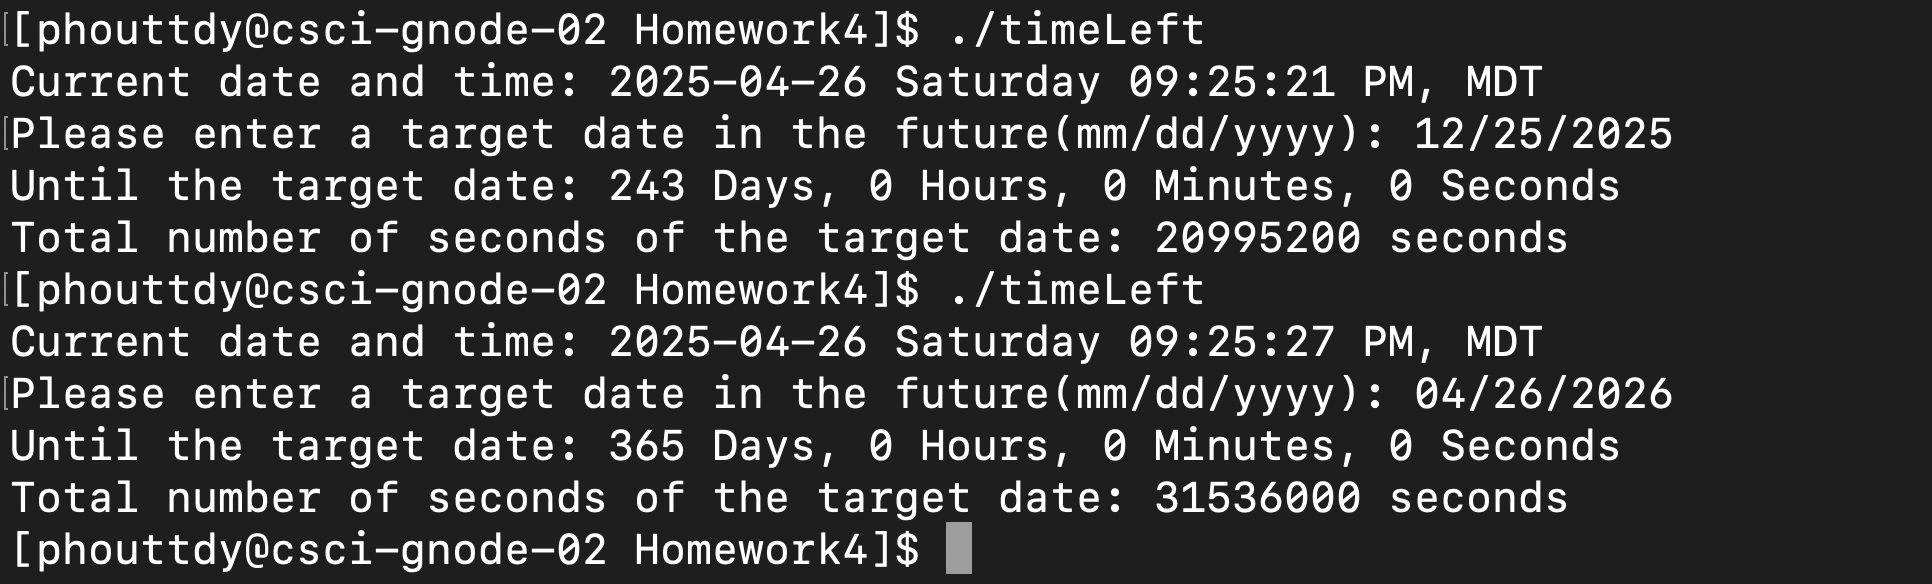 [phouttdy@csci-gnode-02 Homework4]$ ./timeLeft
Current date and time: 2025-04-26 Saturday 09:25:21 PM, MDT
Please enter a target date in the future(mm/dd/yyyy): 12/25/2025
Until the target date: 243 Days, 0 Hours, 0 Minutes, 0 Seconds
Total number of seconds of the target date: 20995200 seconds
[phouttdy@csci-gnode-02 Homework4]$ ./timeLeft
Current date and time: 2025-04-26 Saturday 09:25:27 PM, MDT
Please enter a target date in the future(mm/dd/yyyy): 04/26/2026
Until the target date: 365 Days, 0 Hours, 0 Minutes, 0 Seconds
Total number of seconds of the target date: 31536000 seconds
[phouttdy@csci-gnode-02 Homework4]$